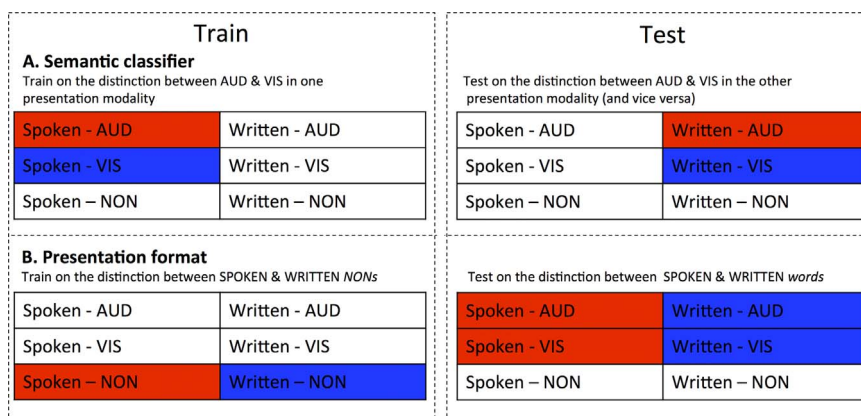 Train
A. Semantic classifier
Train on the distinction between AUD & VIS in one
presentation modality
Spoken - AUD Written - AUD
Spoken - VIS Written - VIS
Spoken – NON Written – NON
Test
Test on the distinction between AUD & VIS in the other
presentation modality (and vice versa)
Spoken - AUD Written - AUD
Spoken - VIS Written - VIS
Spoken – NON Written – NON
B. Presentation format
Train on the distinction between SPOKEN & WRITTEN NONs
Spoken - AUD Written - AUD
Spoken - VIS Written - VIS
Spoken – NON Written – NON
Test on the distinction between SPOKEN & WRITTEN words
Spoken - AUD Written - AUD
Spoken - VIS Written - VIS
Spoken – NON Written – NON